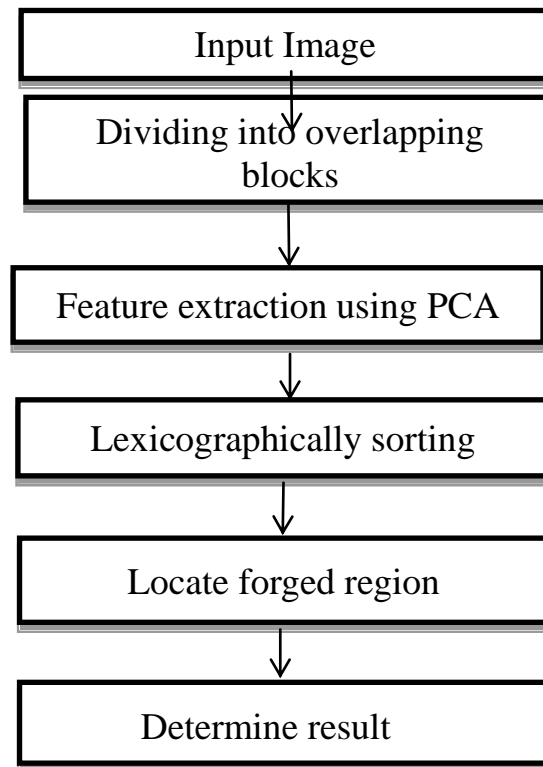 Input Image
Dividing into overlapping
blocks
Feature extraction using PCA
Lexicographically sorting
Locate forged region
Determine result